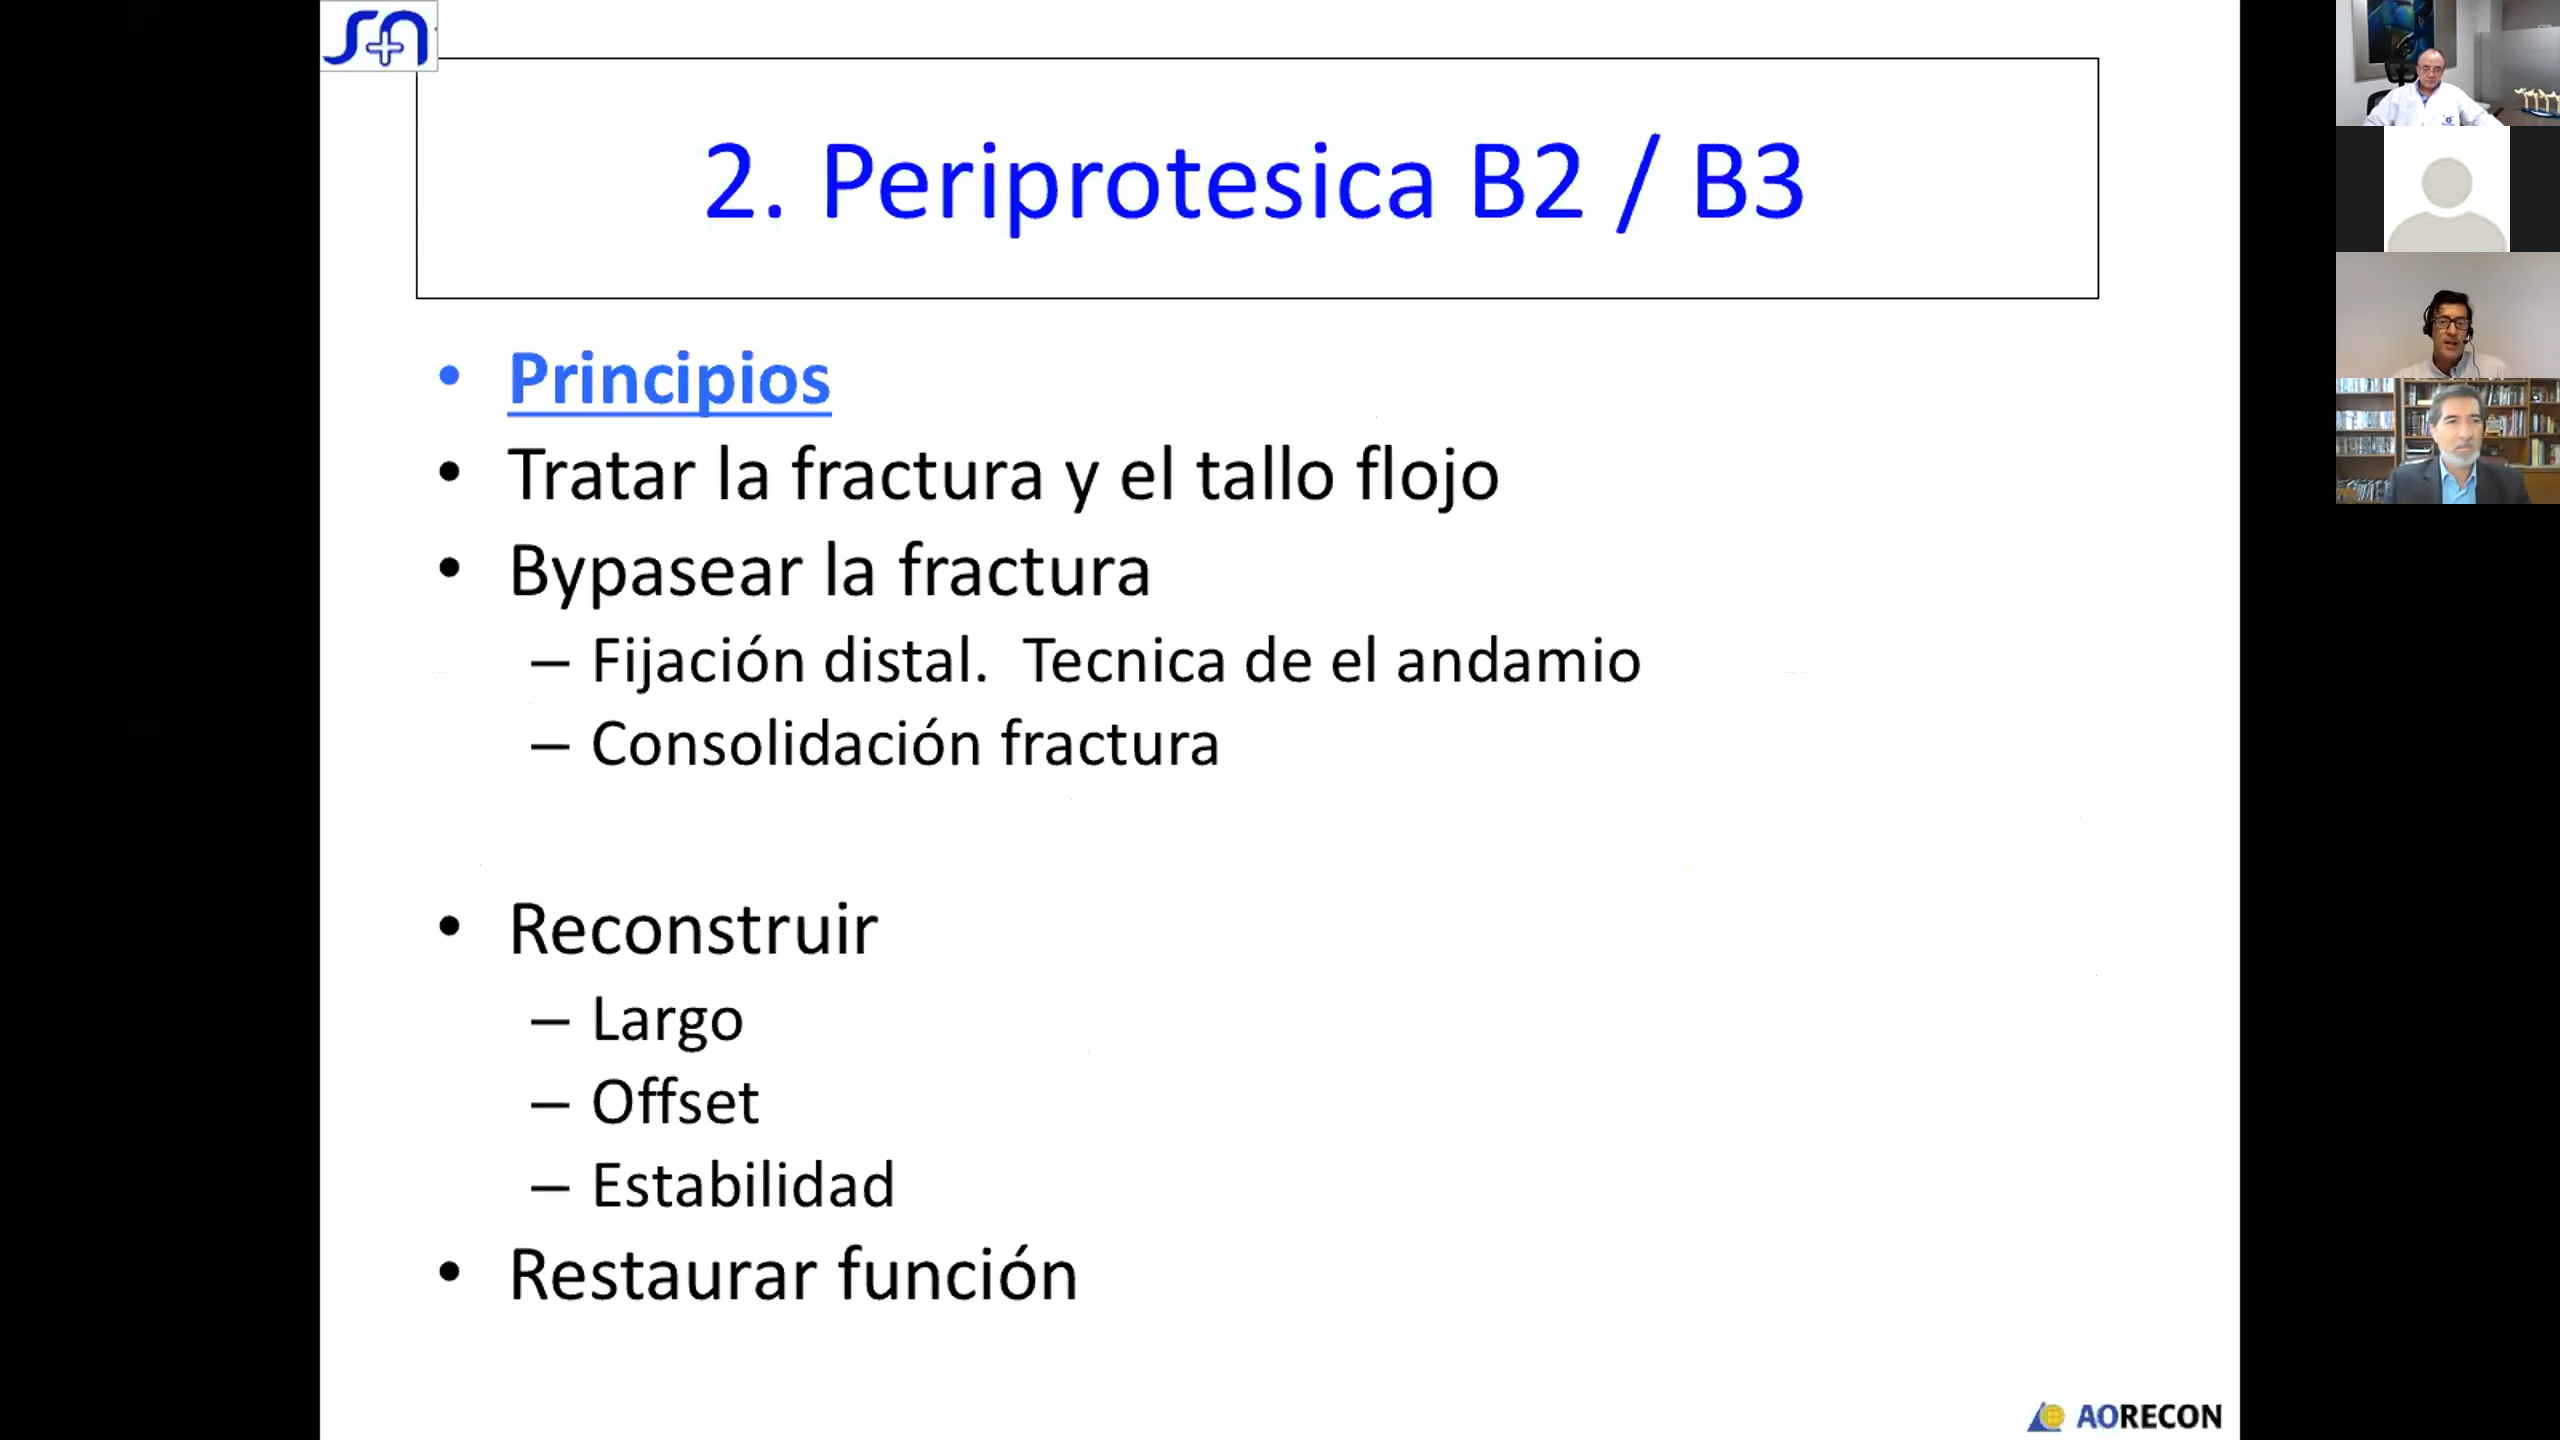 2. Periprotesica B2 / B3
• Principios
• Tratar la fractura y el tallo flojo
• Bypasear la fractura
– Fijación distal.  Tecnica de el andamio
– Consolidación fractura
• Reconstruir
– Largo
– Offset
– Estabilidad
• Restaurar función
AORECON